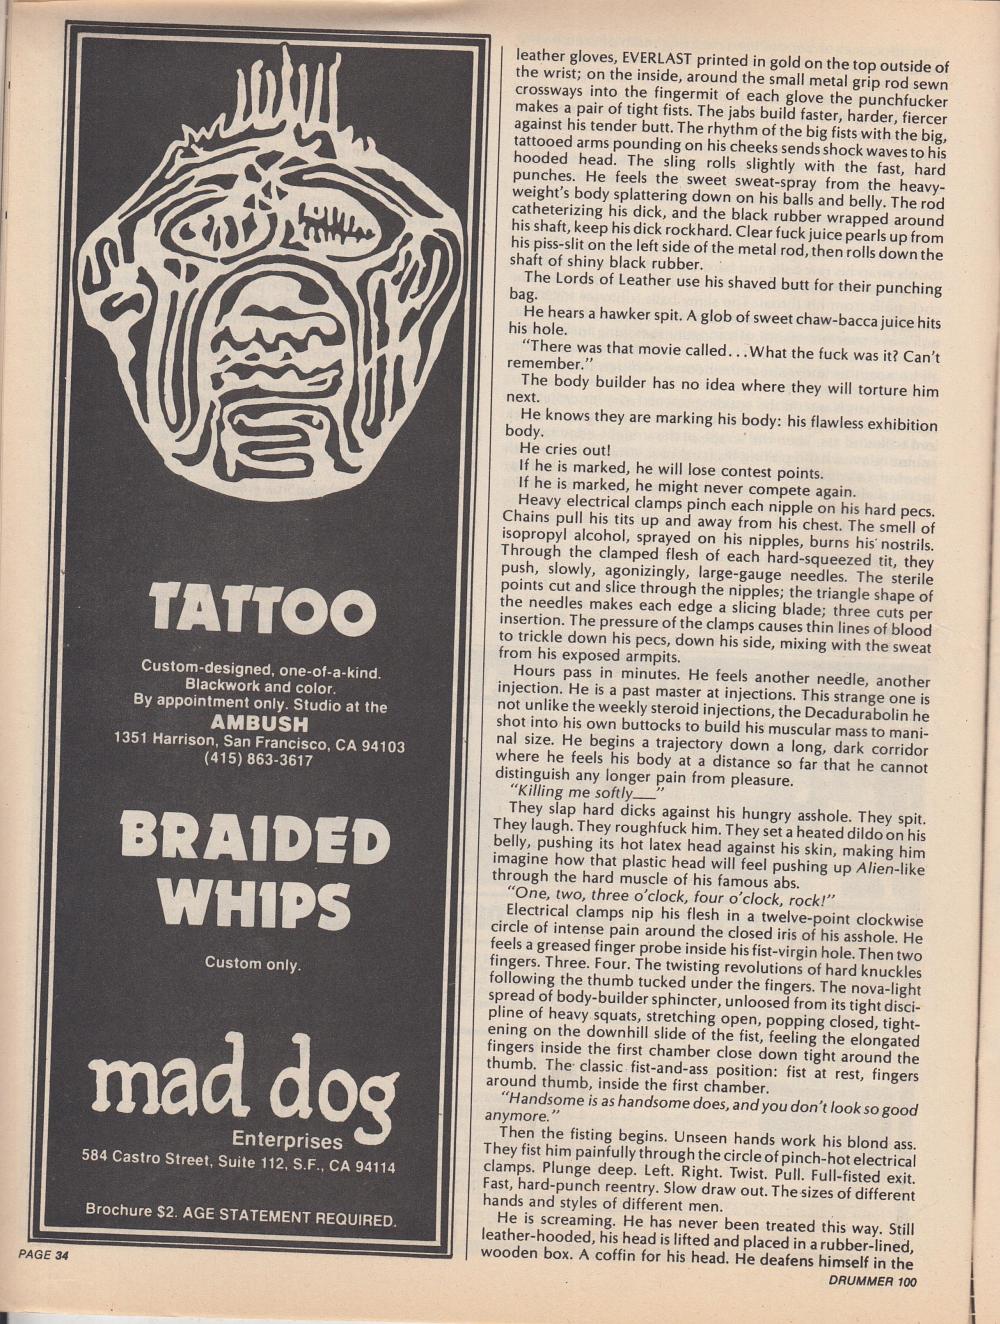 TATTOO
Custom-designed, one-of-a-kind.
Blackwork and color.
By appointment only. Studio at the
AMBUSH
1351 Harrison, San Francisco, CA 94103
(415) 863-3617
BRAIDED
WHIPS
Custom only.
mad dog
Enterprises
584 Castro Street, Suite 112, S.F., CA 94114
Brochure $2. AGE STATEMENT REQUIRED.
leather gloves, EVERLAST printed in gold on the top outside of
the wrist; on the inside, around the small metal grip rod sewn
crossways into the fingermit of each glove the punchfucker
makes a pair of tight fists. The jabs build faster, harder, fiercer
against his tender butt. The rhythm of the big fists with the big,
tattooed arms pounding on his cheeks sends shock waves to his
hooded head. The sling rolls slightly with the fast, hard
punches. He feels the sweet sweat-spray from the heavy-
weight's body splattering down on his balls and belly. The rod
catheterizing his dick, and the black rubber wrapped around
his shaft, keep his dick rockhard. Clear fuck juice pearls up from
his piss-slit on the left side of the metal rod, then rolls down the
shaft of shiny black rubber.
The Lords of Leather use his shaved butt for their punching
bag.
He hears a hawker spit. A glob of sweet chaw-bacca juice hits
his hole.
"There was that movie called...What the fuck was it? Can't
remember."
The body builder has no idea where they will torture him
next.
He knows they are marking his body: his flawless exhibition
body.
He cries out!
If he is marked, he will lose contest points.
If he is marked, he might never compete again.
Heavy electrical clamps pinch each nipple on his hard pecs.
Chains pull his tits up and away from his chest. The smell of
isopropyl alcohol, sprayed on his nipples, burns his nostrils.
Through the clamped flesh of each hard-squeezed tit, they
push, slowly, agonizingly, large-gauge needles. The sterile
points cut and slice through the nipples; the triangle shape of
the needles makes each edge a slicing blade; three cuts per
insertion. The pressure of the clamps causes thin lines of blood
to trickle down his pecs, down his side, mixing with the sweat
from his exposed armpits.
Hours pass in minutes. He feels another needle, another
injection. He is a past master at injections. This strange one is
not unlike the weekly steroid injections, the Decadurabolin he
shot into his own buttocks to build his muscular mass to mani-
nal size. He begins a trajectory down a long, dark corridor
where he feels his body at a distance so far that he cannot
distinguish any longer pain from pleasure.
"Killing me softly___"
They slap hard dicks against his hungry asshole. They spit.
They laugh. They roughfuck him. They set a heated dildo on his
belly, pushing its hot latex head against his skin, making him
imagine how that plastic head will feel pushing up Alien-like
through the hard muscle of his famous abs.
"One, two, three o'clock, four o'clock, rock!"
Electrical clamps nip his flesh in a twelve-point clockwise
circle of intense pain around the closed iris of his asshole. He
feels a greased finger probe inside his fist-virgin hole. Then two
fingers. Three. Four. The twisting revolutions of hard knuckles
following the thumb tucked under the fingers. The nova-light
spread of body-builder sphincter, unloosed from its tight disci-
pline of heavy squats, stretching open, popping closed, tight-
ening on the downhill slide of the fist, feeling the elongated
fingers inside the first chamber close down tight around the
thumb. The classic fist-and-ass position: fist at rest, fingers
around thumb, inside the first chamber.
"Handsome is as handsome does, and you don't look so good
anymore."
Then the fisting begins. Unseen hands work his blond ass.
They fist him painfully through the circle of pinch-hot electrical
clamps. Plunge deep. Left. Right. Twist. Pull. Full-fisted exit.
Fast, hard-punch reentry. Slow draw out. The sizes of different
hands and styles of different men.
He is screaming. He has never been treated this way. Still
leather-hooded, his head is lifted and placed in a rubber-lined,
wooden box. A coffin for his head. He deafens himself in the
PAGE 34
DRUMMER 100